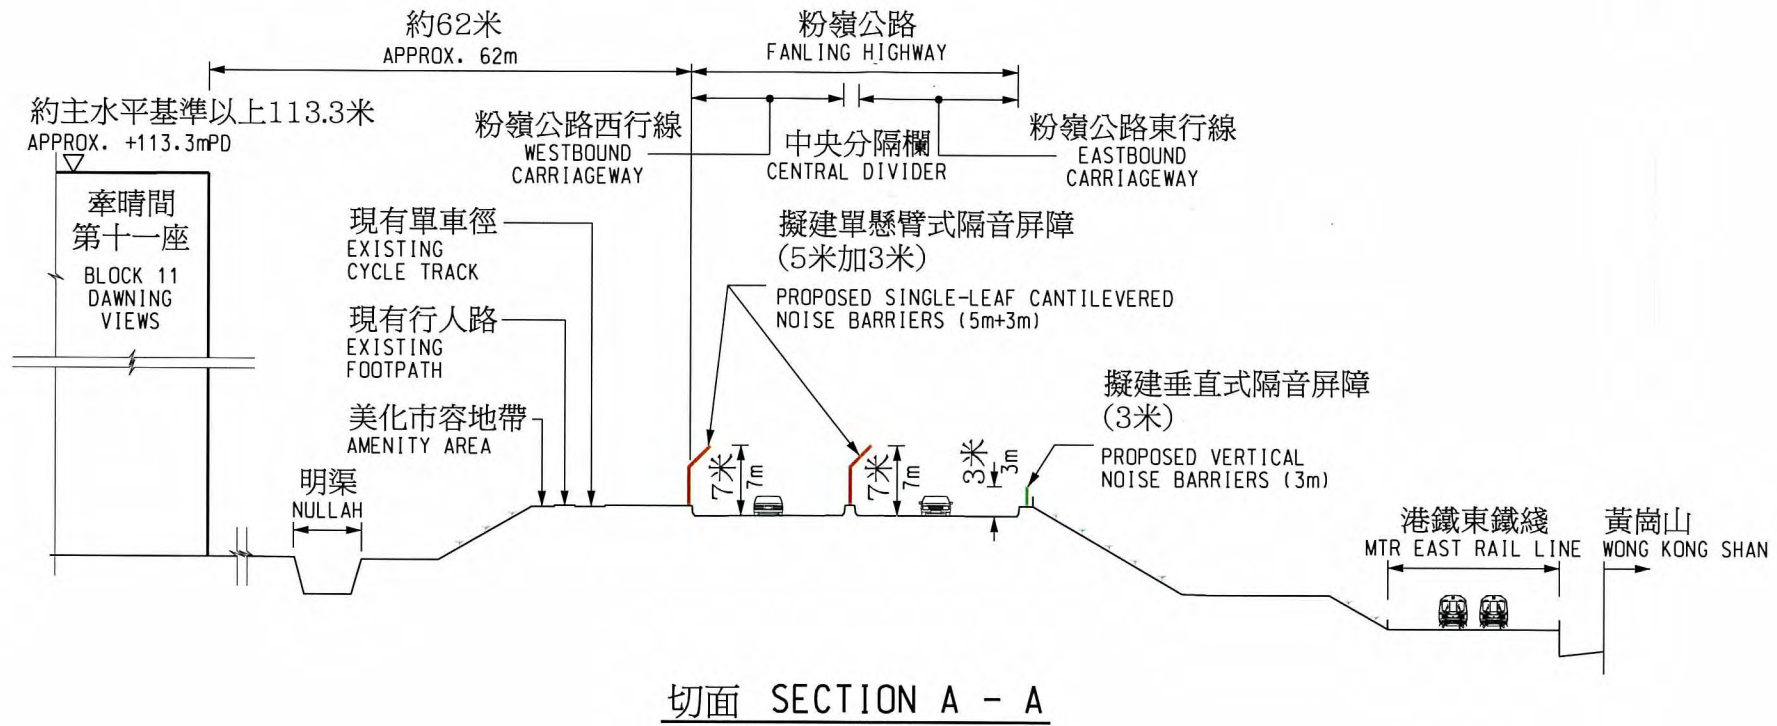 約62米
APPROX. 62m
粉嶺公路
FANLING HIGHWAY
約主水平基準以上113.3米
APPROX. +113.3mPD
粉嶺公路西行線
WESTBOUND
CARRIAGEWAY
中央分隔欄
CENTRAL DIVIDER
粉嶺公路東行線
EASTBOUND
CARRIAGEWAY
牽晴間
第十一座
BLOCK 11
DAWNING
VIEWS
現有單車徑
EXISTING
CYCLE TRACK
現有行人路
EXISTING
FOOTPATH
美化市容地帶
AMENITY AREA
明渠
NULLAH
擬建單懸臂式隔音屏障
(5米加3米)
PROPOSED SINGLE-LEAF CANTILEVERED
NOISE BARRIERS (5m+3m)
7米
7m
7米
7m
3米
3m
擬建垂直式隔音屏障
(3米)
PROPOSED VERTICAL
NOISE BARRIERS (3m)
港鐵東鐵綫
MTR EAST RAIL LINE
黃崗山
WONG KONG SHAN
切面 SECTION A - A